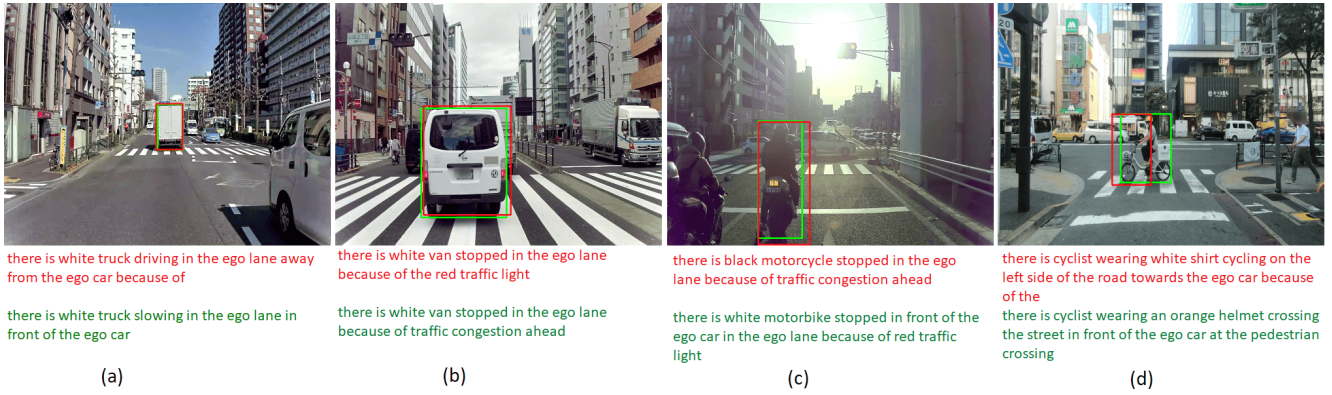 there is white truck driving in the ego lane away
from the ego car because of
there is white truck slowing in the ego lane in
front of the ego car
(a)
there is white van stopped in the ego lane
because of the red traffic light
there is white van stopped in the ego lane
because of traffic congestion ahead
(b)
there is black motorcycle stopped in the ego
lane because of traffic congestion ahead
there is white motorbike stopped in front of the
ego car in the ego lane because of red traffic
light
(c)
20
there is cyclist wearing white shirt cycling on the
left side of the road towards the ego car because
of the
there is cyclist wearing an orange helmet crossing
the street in front of the ego car at the pedestrian
crossing
(d)